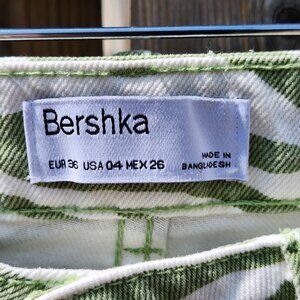 Bershka
EUR 36 USA 04 MEX 26
MADE IN
BANGLADESH